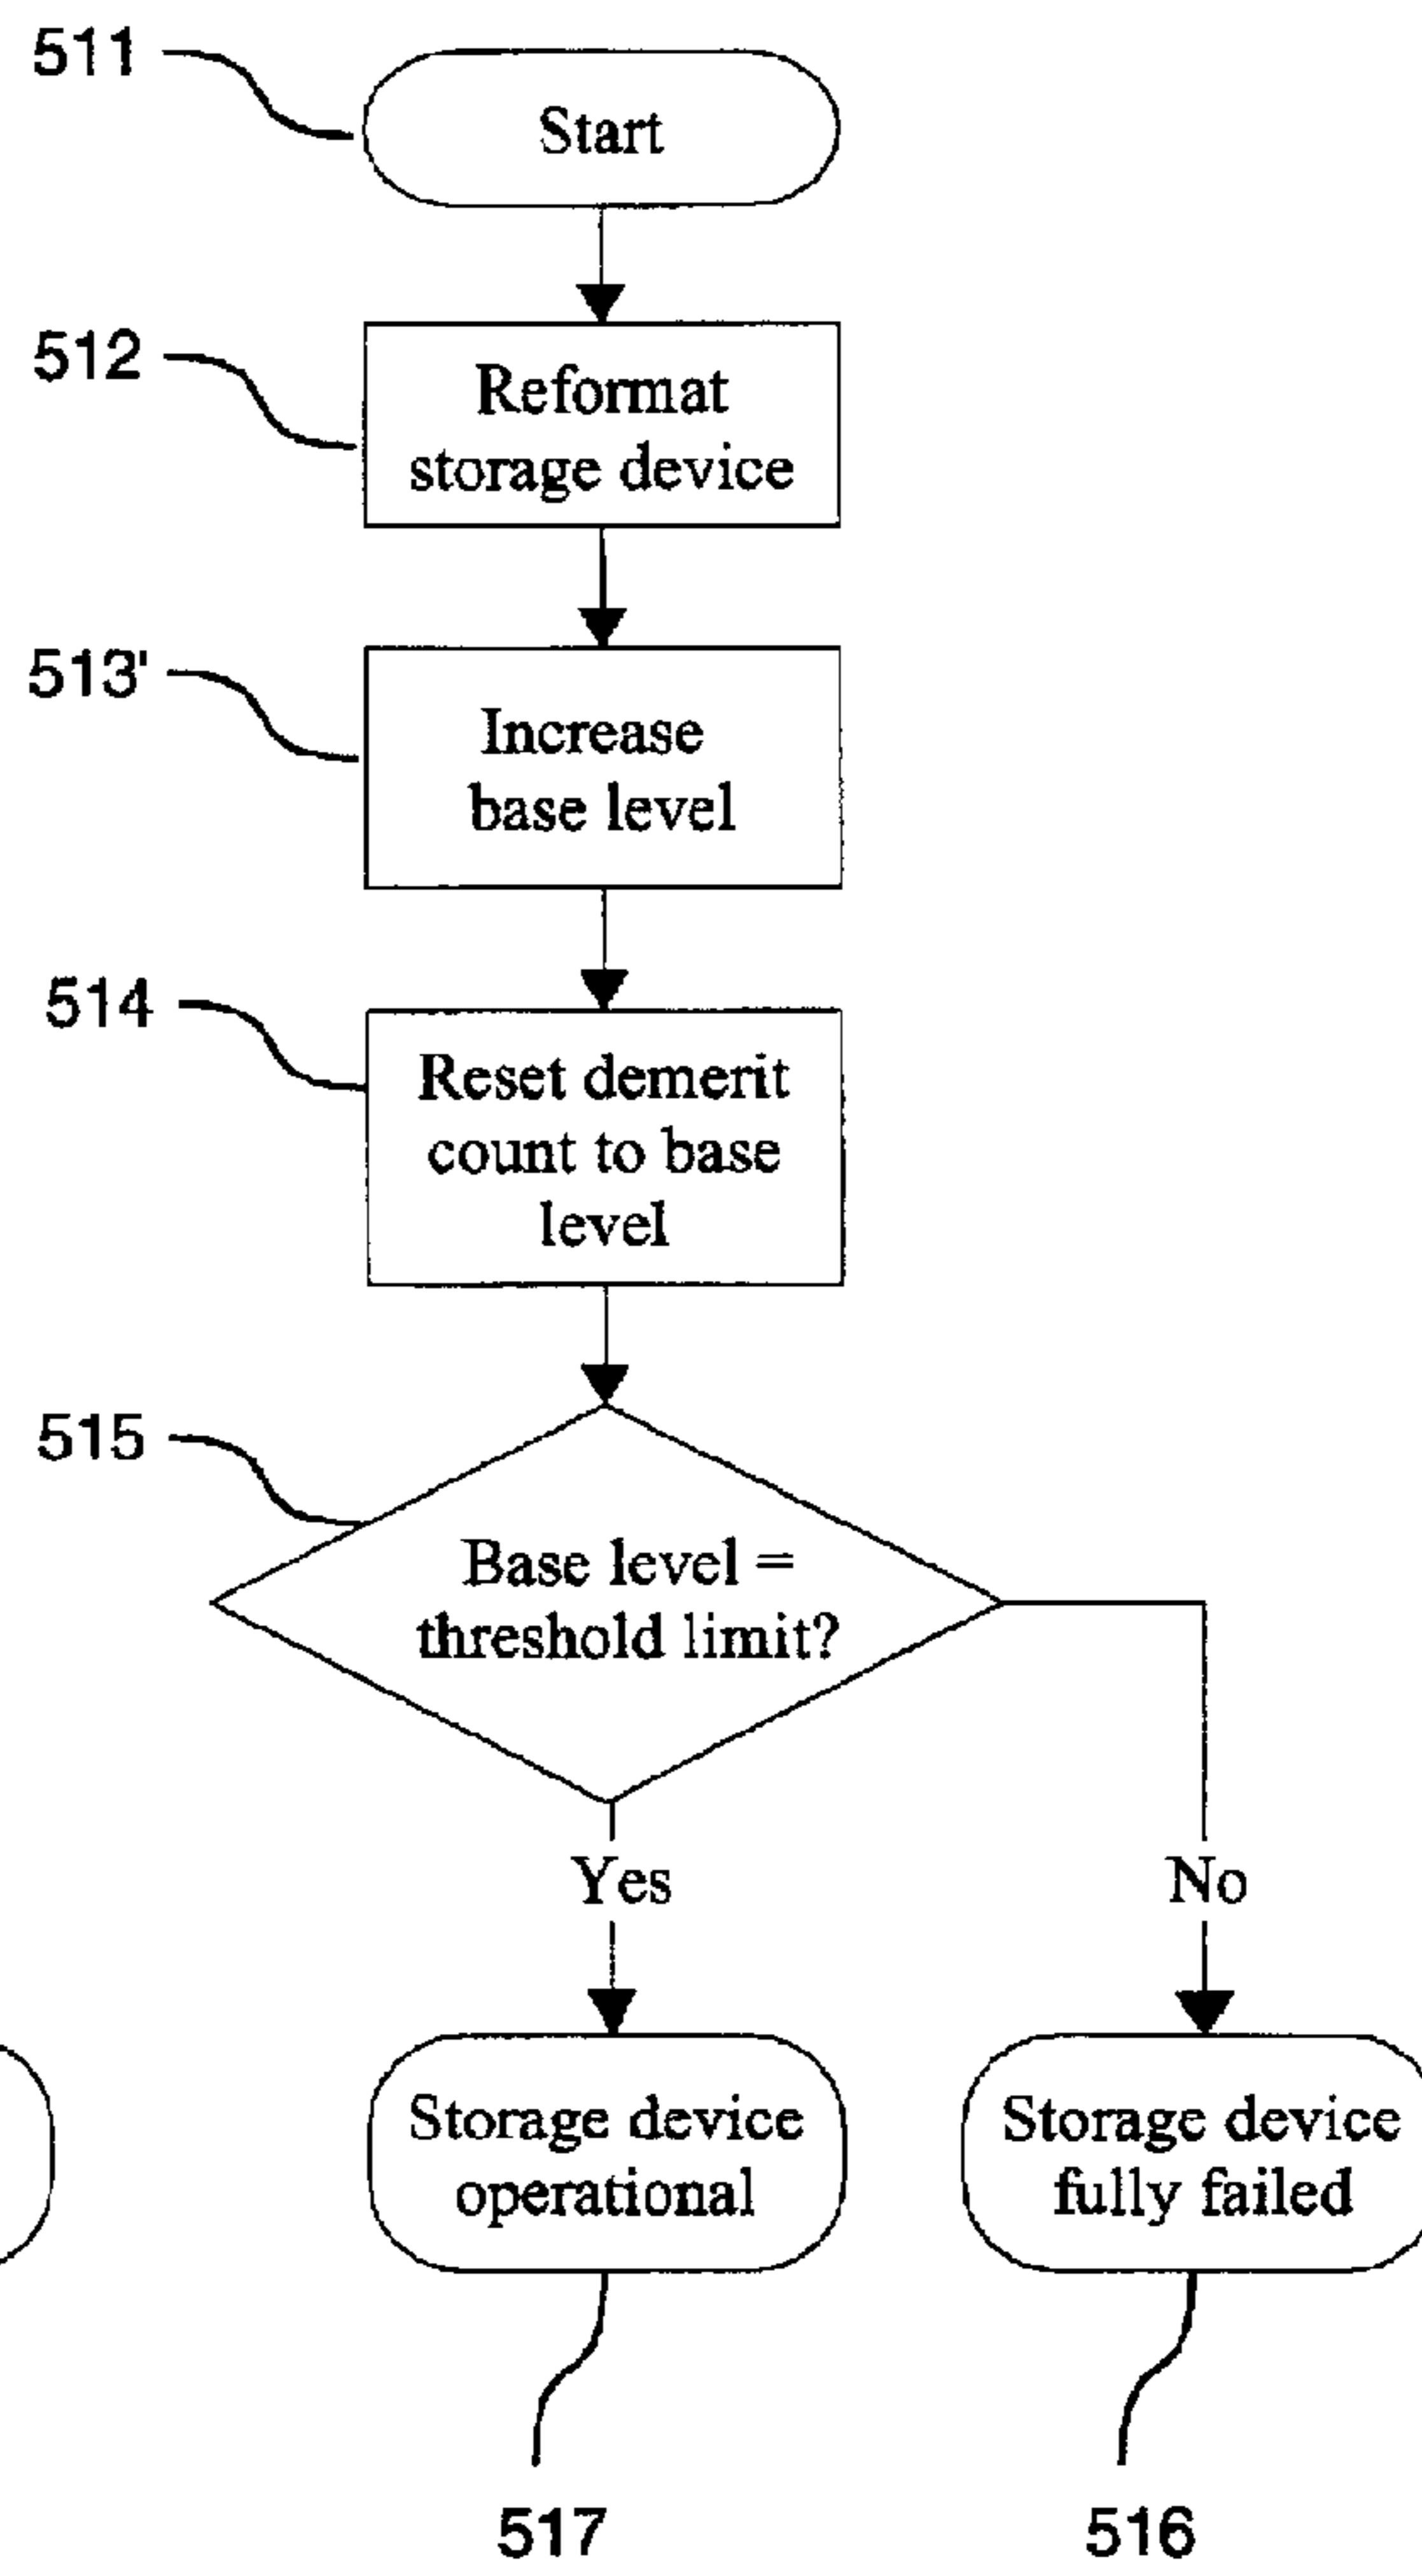 511
Start
512
Reformat
storage device
513'
Increase
base level
514
Reset demerit
count to base
level
515
Base level =
threshold limit?
Yes
No
Storage device
operational
Storage device
fully failed
517
516